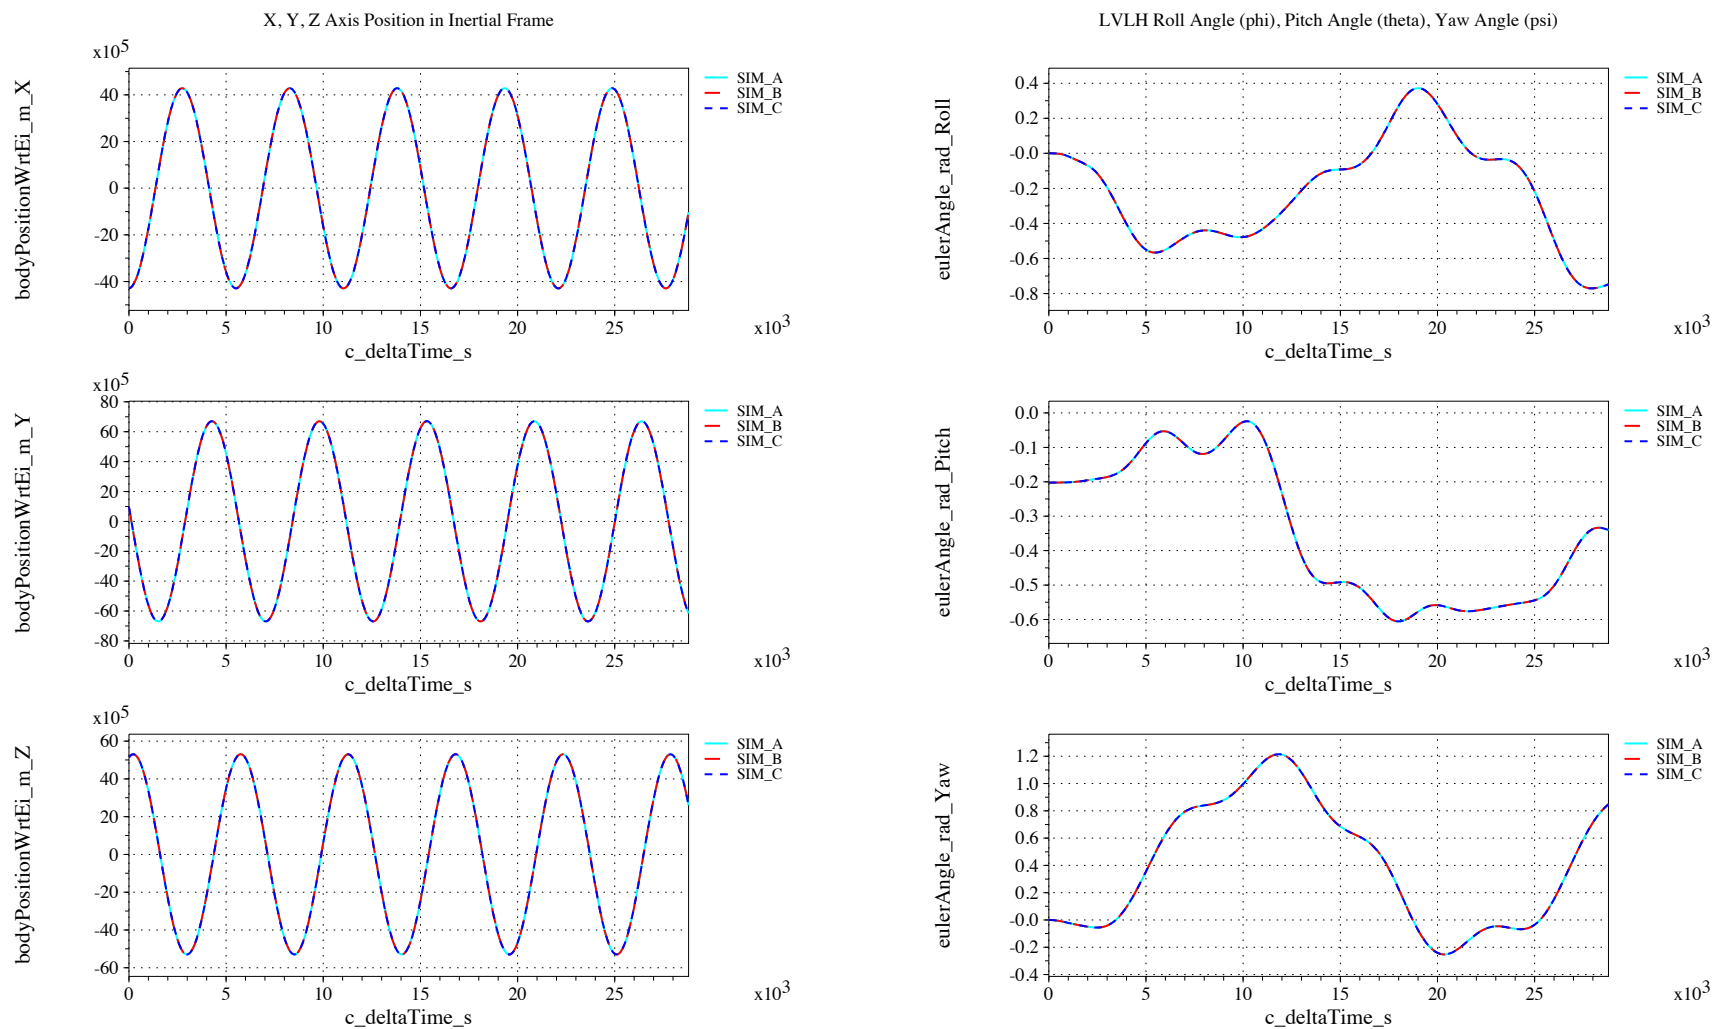 X, Y, Z Axis Position in Inertial Frame
x10^5
bodyPositionWrtEi_m_X
40
20
0
-20
-40
0 5 10 15 20 25
x10^3
c_deltaTime_s
SIM_A
SIM_B
SIM_C
x10^5
bodyPositionWrtEi_m_Y
80
60
40
20
0
-20
-40
-60
-80
0 5 10 15 20 25
x10^3
c_deltaTime_s
SIM_A
SIM_B
SIM_C
x10^5
bodyPositionWrtEi_m_Z
60
40
20
0
-20
-40
-60
0 5 10 15 20 25
x10^3
c_deltaTime_s
SIM_A
SIM_B
SIM_C
LVLH Roll Angle (phi), Pitch Angle (theta), Yaw Angle (psi)
eulerAngle_rad_Roll
0.4
0.2
-0.0
-0.2
-0.4
-0.6
-0.8
0 5 10 15 20 25
x10^3
c_deltaTime_s
SIM_A
SIM_B
SIM_C
eulerAngle_rad_Pitch
0.0
-0.1
-0.2
-0.3
-0.4
-0.5
-0.6
0 5 10 15 20 25
x10^3
c_deltaTime_s
SIM_A
SIM_B
SIM_C
eulerAngle_rad_Yaw
1.2
1.0
0.8
0.6
0.4
0.2
-0.0
-0.2
-0.4
0 5 10 15 20 25
x10^3
c_deltaTime_s
SIM_A
SIM_B
SIM_C